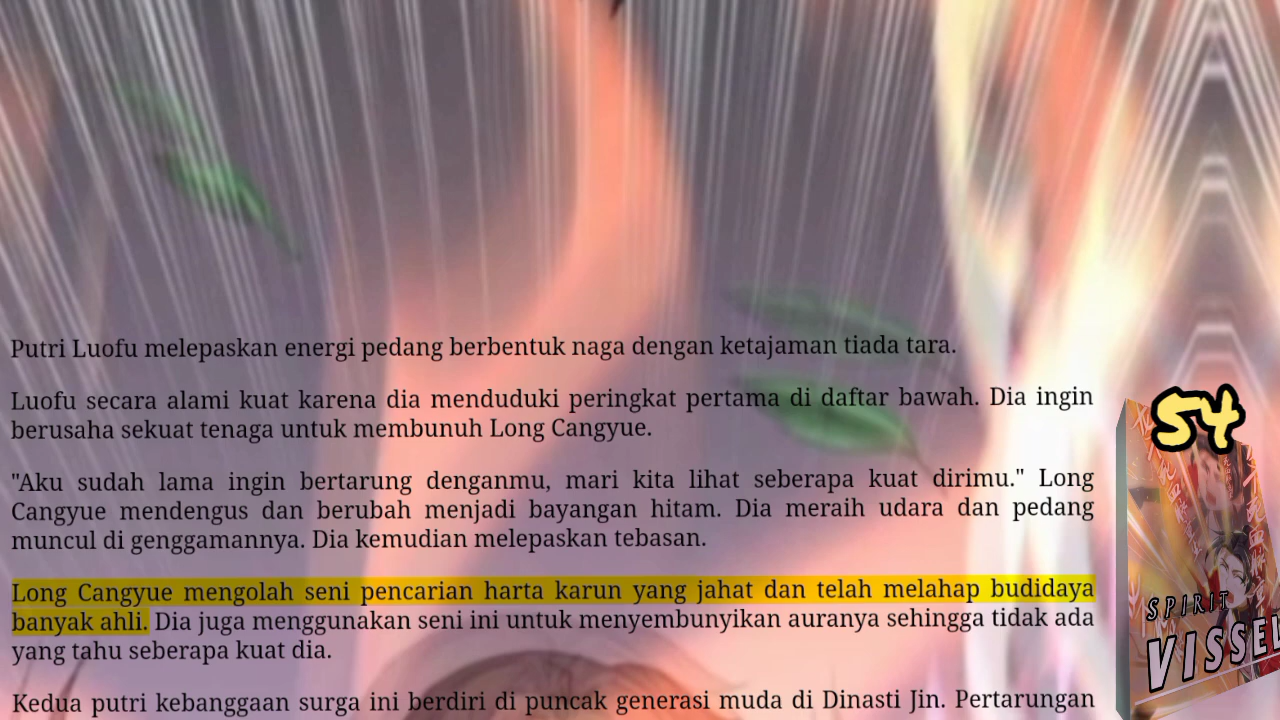 Putri Luofu melepaskan energi pedang berbentuk naga dengan ketajaman tiada tara.
Luofu secara alami kuat karena dia menduduki peringkat pertama di daftar bawah. Dia ingin
berusaha sekuat tenaga untuk membunuh Long Cangyue.
"Aku sudah lama ingin bertarung denganmu, mari kita lihat seberapa kuat dirimu." Long
Cangyue mendengus dan berubah menjadi bayangan hitam. Dia meraih udara dan pedang
muncul di genggamannya. Dia kemudian melepaskan tebasan.
Long Cangyue mengolah seni pencarian harta karun yang jahat dan telah melahap budidaya
banyak ahli. Dia juga menggunakan seni ini untuk menyembunyikan auranya sehingga tidak ada
yang tahu seberapa kuat dia.
Kedua putri kebanggaan surga ini berdiri di puncak generasi muda di Dinasti Jin. Pertarungan
54
SPIRIT
VISSEL